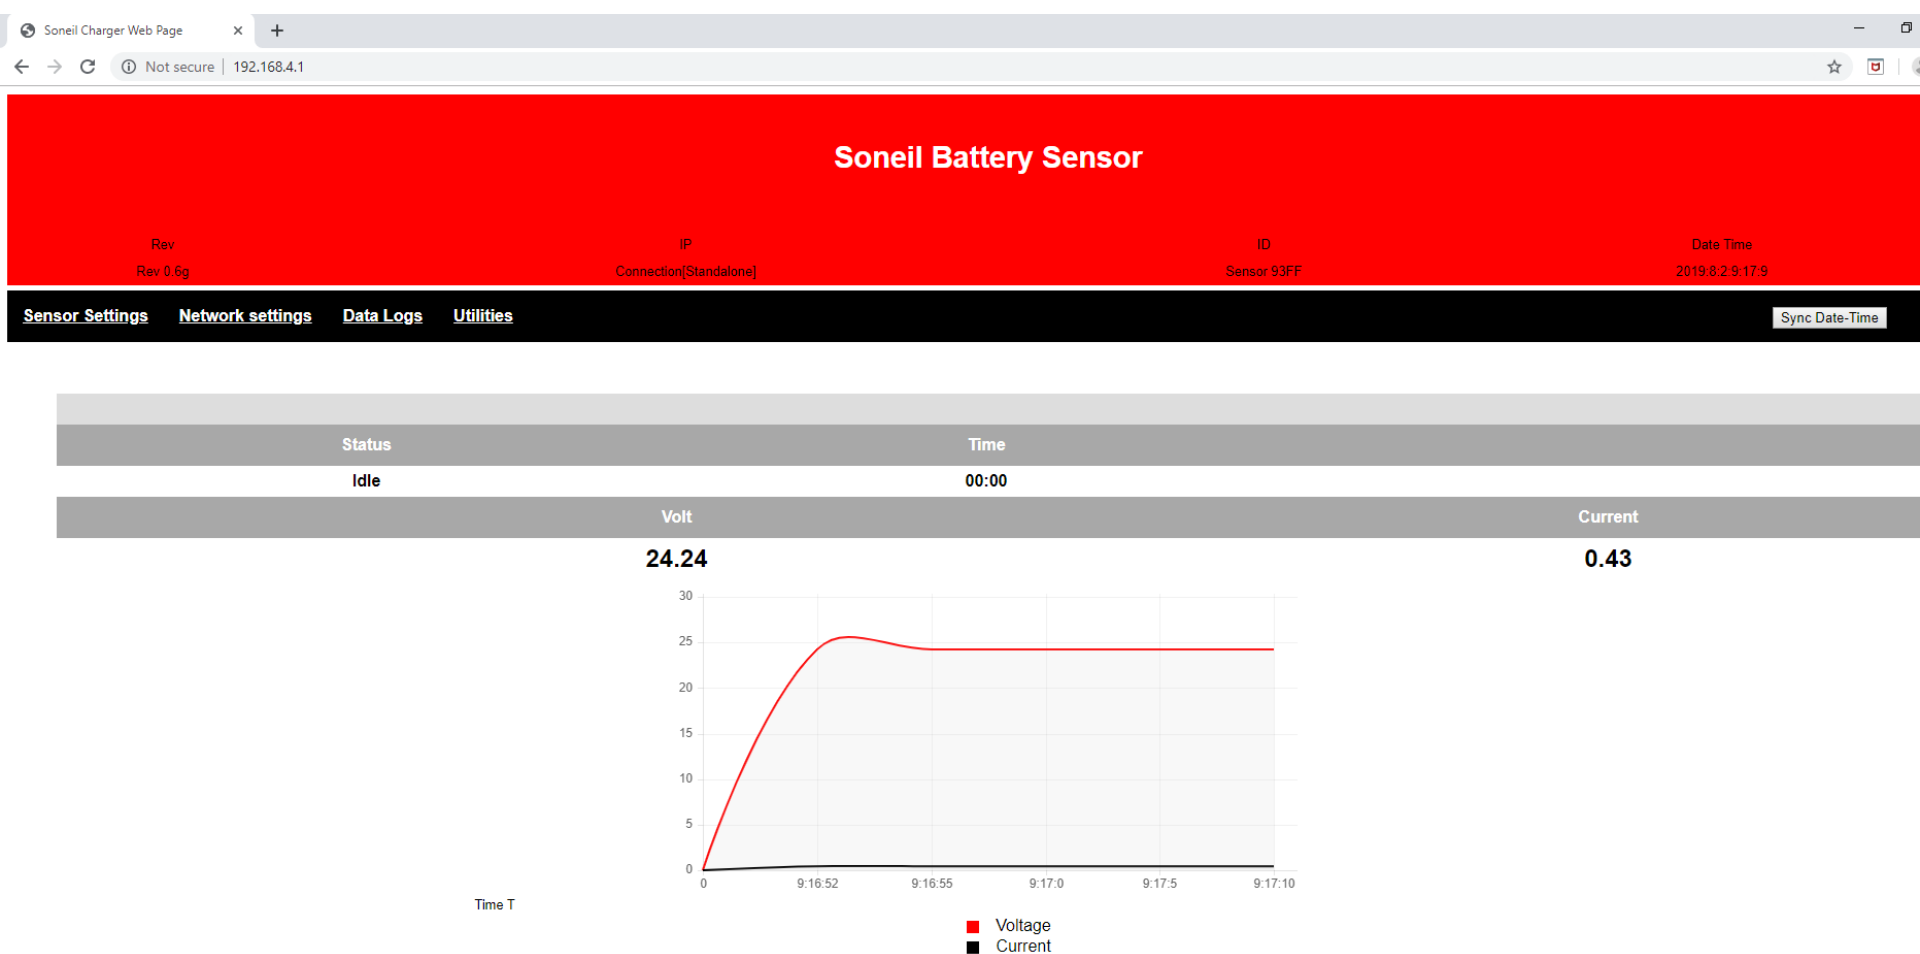 Soneil Charger Web Page
Not secure | 192.168.4.1
Soneil Battery Sensor
Rev IP ID Date Time
Rev 0.6g Connection[Standalone] Sensor 93FF 2019:8:2:9:17:9
Sensor Settings Network settings Data Logs Utilities Sync Date-Time
Status Time
Idle 00:00
Volt Current
24.24 0.43
30
25
20
15
10
5
0
0 9:16:52 9:16:55 9:17:0 9:17:5 9:17:10
Time T
Voltage
Current